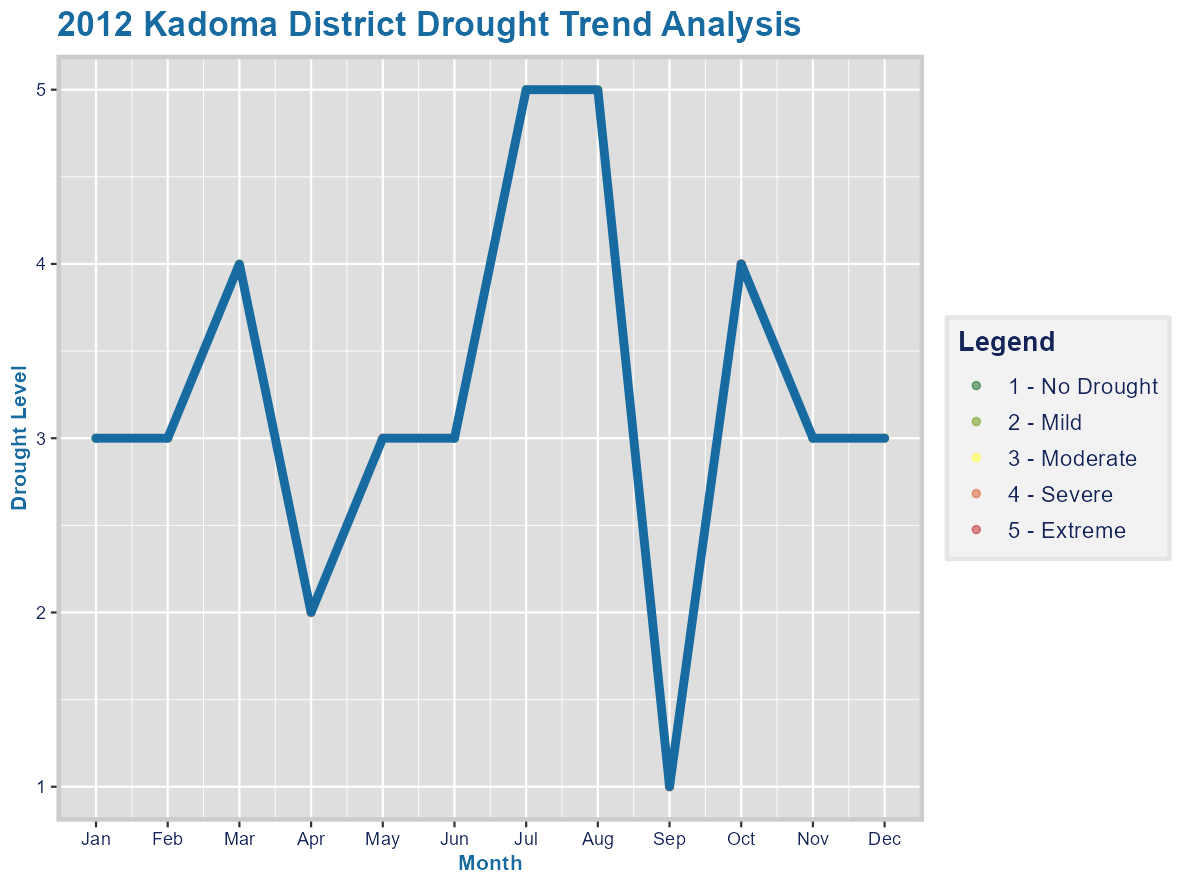 2012 Kadoma District Drought Trend Analysis
5
4
3
2
1
Drought Level
Jan Feb Mar Apr May Jun Jul Aug Sep Oct Nov Dec
Month
Legend
1 - No Drought
2 - Mild
3 - Moderate
4 - Severe
5 - Extreme